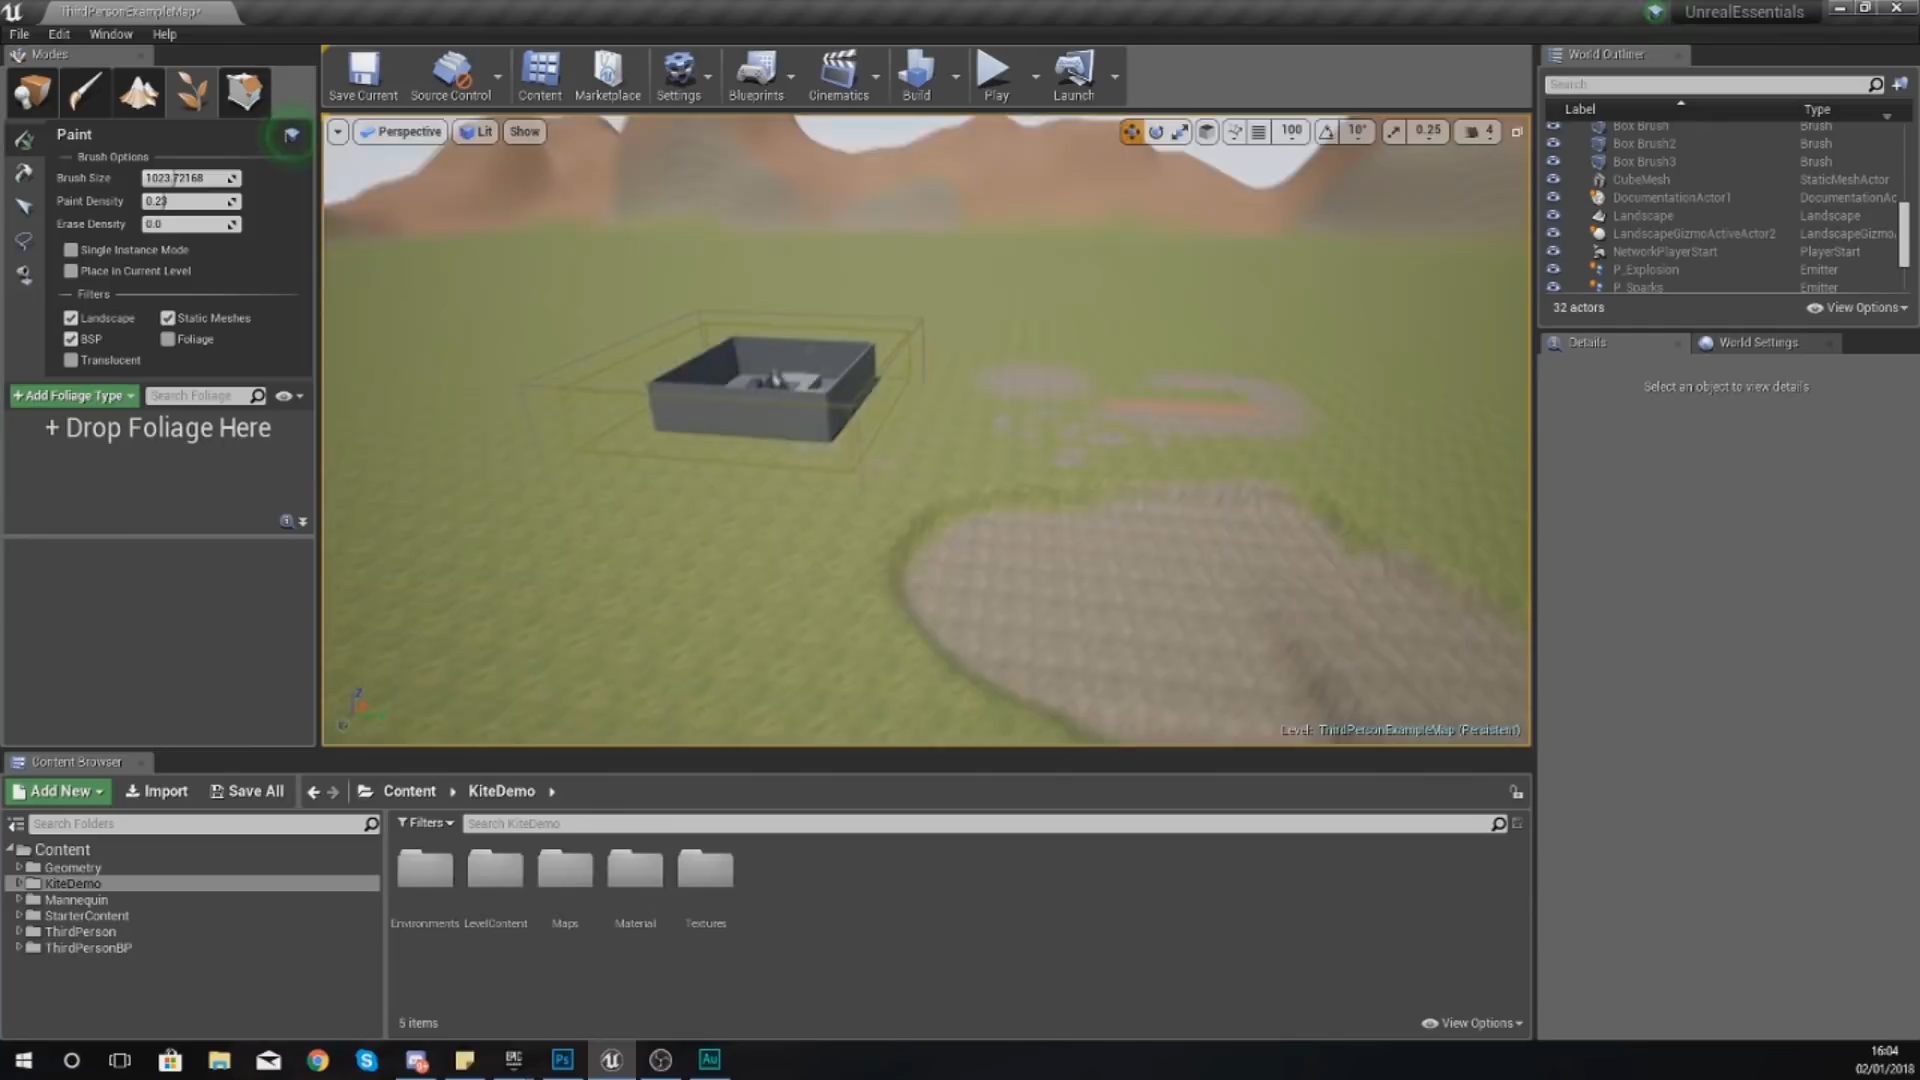 ThirdPersonExampleMap*
UnrealEssentials
File Edit Window Help
Modes
Save Current
Source Control
Content
Marketplace
Settings
Blueprints
Cinematics
Build
Play
Launch
Paint
Brush Options
Brush Size 1023.72168
Paint Density 0.23
Erase Density 0.0
Single Instance Mode
Place in Current Level
Filters
Landscape Static Meshes
BSP Foliage
Translucent
+ Add Foliage Type Search Foliage
+ Drop Foliage Here
Perspective Lit Show
100 10° 0.25 4
Level: ThirdPersonExampleMap (Persistent)
World Outliner
Search
Label Type
Box Brush Brush
Box Brush2 Brush
Box Brush3 Brush
CubeMesh StaticMeshActor
DocumentationActor1 DocumentationAc
Landscape Landscape
LandscapeGizmoActiveActor2 LandscapeGizmo
NetworkPlayerStart PlayerStart
P_Explosion Emitter
P_Sparks Emitter
32 actors View Options
Details World Settings
Select an object to view details
Content Browser
Add New Import Save All Content KiteDemo
Search Folders
Filters Search KiteDemo
Content
Geometry
KiteDemo
Mannequin
StarterContent
ThirdPerson
ThirdPersonBP
Environments LevelContent Maps Material Textures
5 items View Options
EPIC
Ps
Au
16:04
02/01/2018